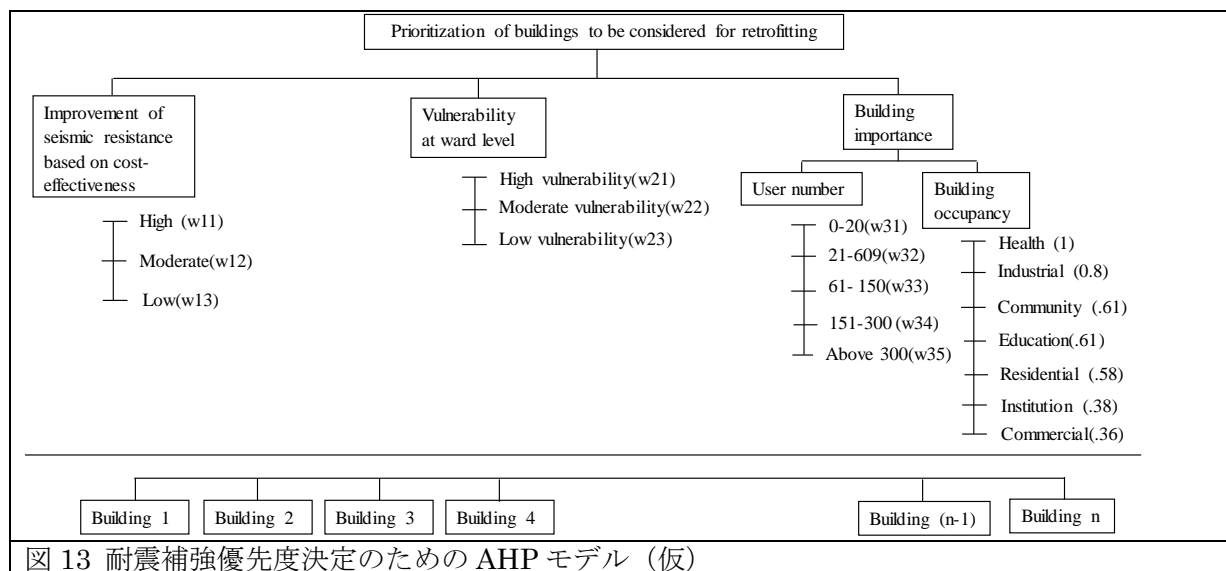 Prioritization of buildings to be considered for retrofitting
Improvement of
seismic resistance
based on cost-
effectiveness
High (w11)
Moderate(w12)
Low(w13)
Vulnerability
at ward level
High vulnerability(w21)
Moderate vulnerability(w22)
Low vulnerability(w23)
Building
importance
User number
0-20(w31)
21-609(w32)
61- 150(w33)
151-300 (w34)
Above 300(w35)
Building
occupancy
Health (1)
Industrial (0.8)
Community (.61)
Education(.61)
Residential (.58)
Institution (.38)
Commercial(.36)
Building 1
Building 2
Building 3
Building 4
Building (n-1)
Building n
図 13 耐震補強優先度決定のための AHP モデル（仮）